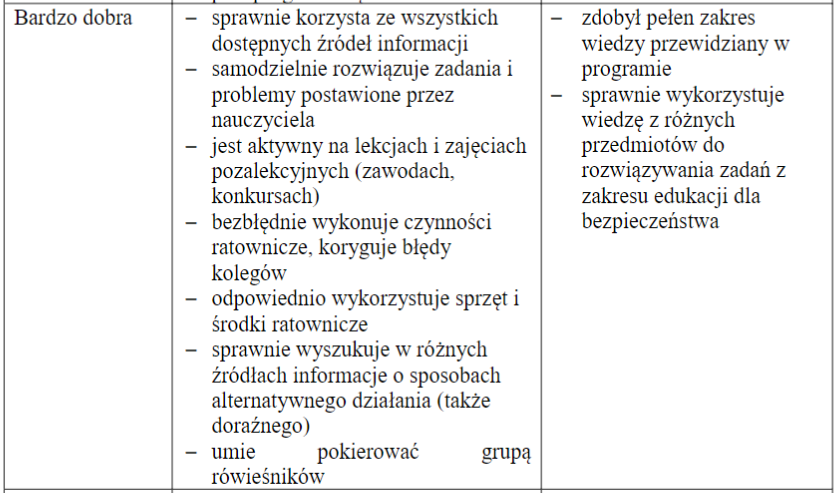 Bardzo dobra
– sprawnie korzysta ze wszystkich
dostępnych źródeł informacji
– samodzielnie rozwiązuje zadania i
problemy postawione przez
nauczyciela
– jest aktywny na lekcjach i zajęciach
pozalekcyjnych (zawodach,
konkursach)
– bezbłędnie wykonuje czynności
ratownicze, koryguje błędy
kolegów
– odpowiednio wykorzystuje sprzęt i
środki ratownicze
– sprawnie wyszukuje w różnych
źródłach informacje o sposobach
alternatywnego działania (także
doraźnego)
– umie pokierować grupą
rówieśników
– zdobył pełen zakres
wiedzy przewidziany w
programie
– sprawnie wykorzystuje
wiedzę z różnych
przedmiotów do
rozwiązywania zadań z
zakresu edukacji dla
bezpieczeństwa